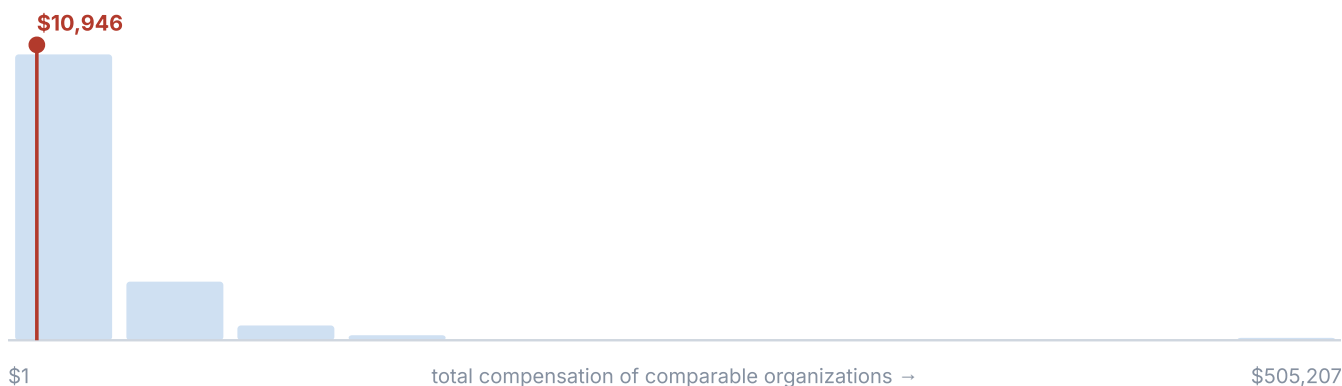 $10,946
$1 total compensation of comparable organizations → $505,207